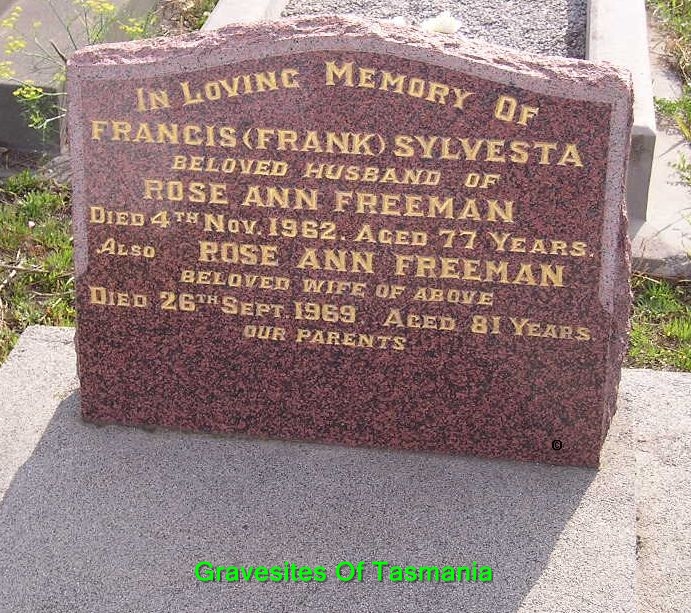 In Loving Memory Of
FRANCIS (FRANK) SYLVESTA
BELOVED HUSBAND OF
ROSE ANN FREEMAN
Died 4TH Nov. 1962. Aged 77 Years.
Also ROSE ANN FREEMAN
BELOVED WIFE OF ABOVE
Died 26TH Sept. 1969. Aged 81 Years.
OUR PARENTS
©
Gravesites Of Tasmania